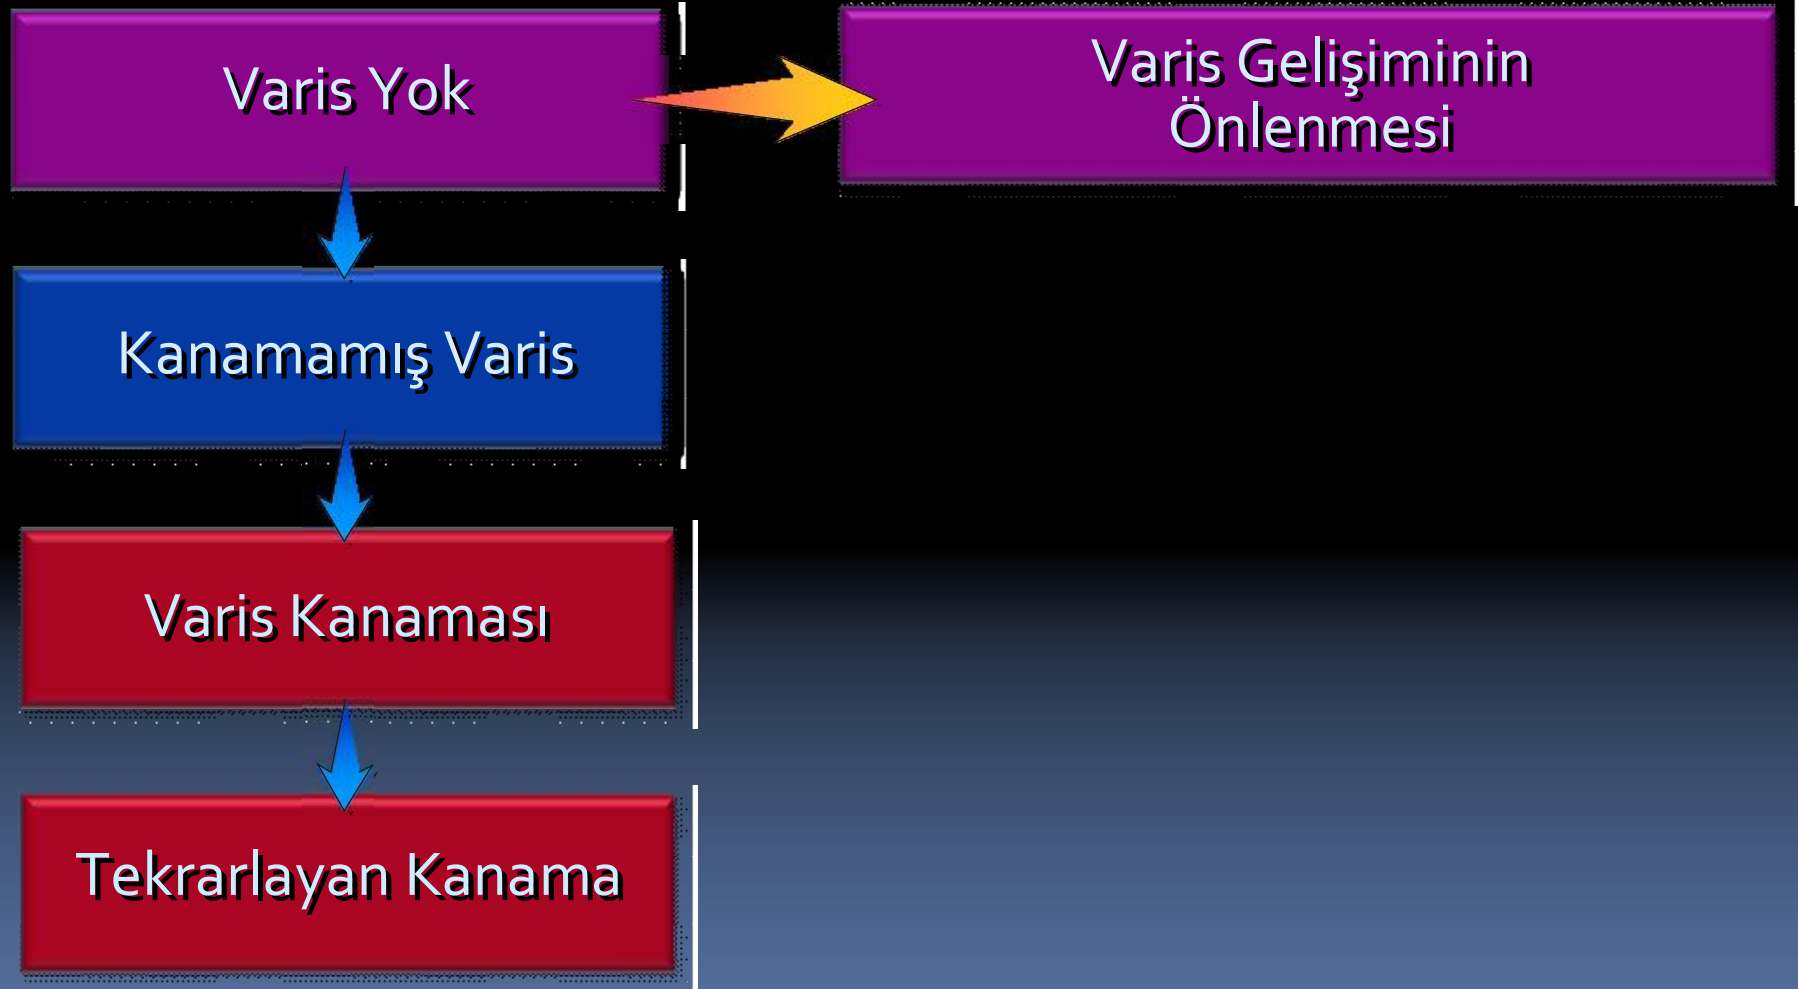 Varis Yok
Varis Gelişiminin
Önlenmesi
Kanamamış Varis
Varis Kanaması
Tekrarlayan Kanama